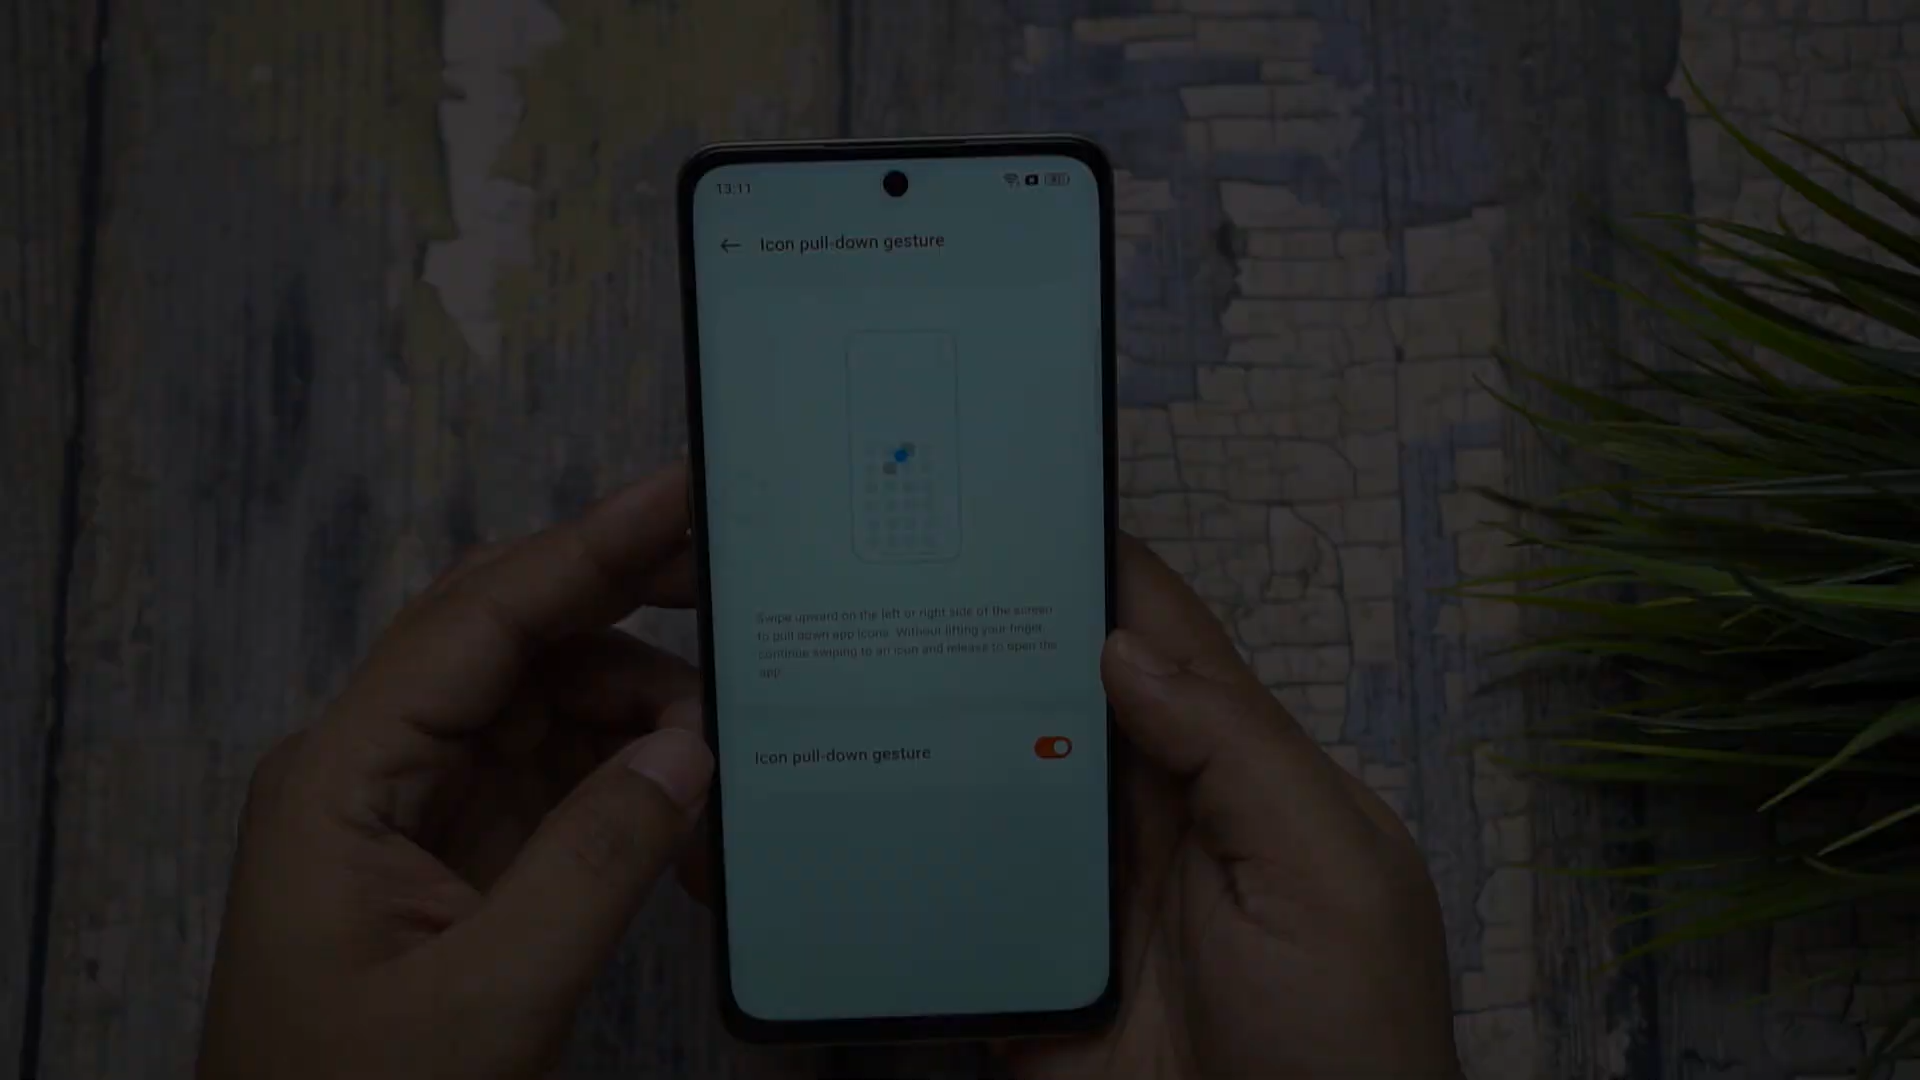 13:11
Icon pull-down gesture
Swipe upward on the left or right side of the screen
to pull down app icons. Without lifting your finger,
continue swiping to an icon and release to open the
app.
Icon pull-down gesture